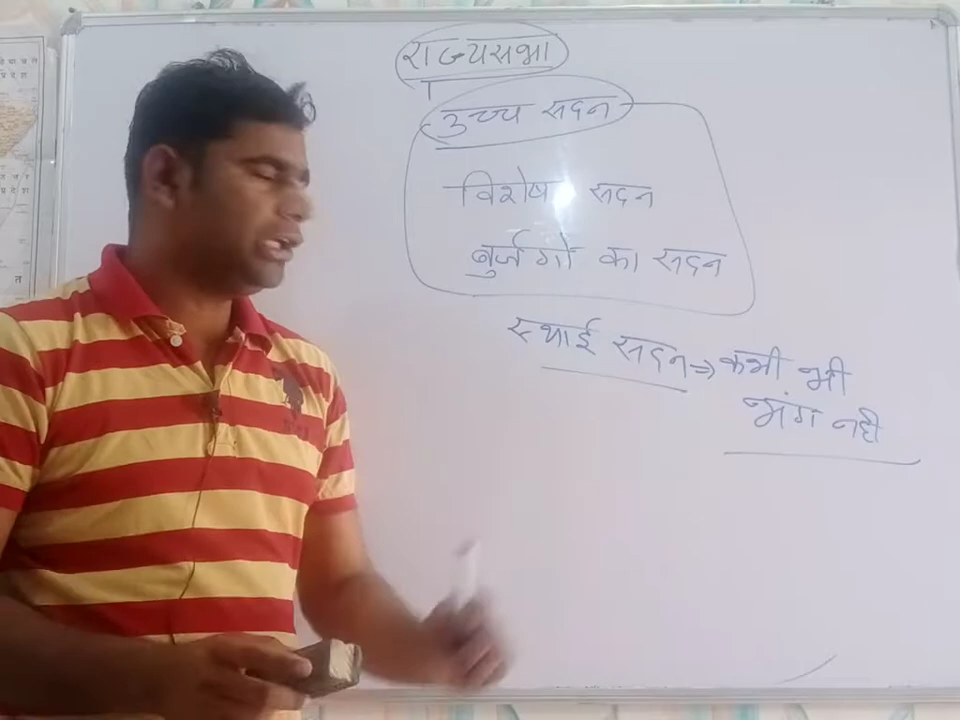 राज्यसभा
उच्च सदन
विशेष सदन
बुर्जगो का सदन
स्थाई सदन ⇒ कभी भी
भंग नही